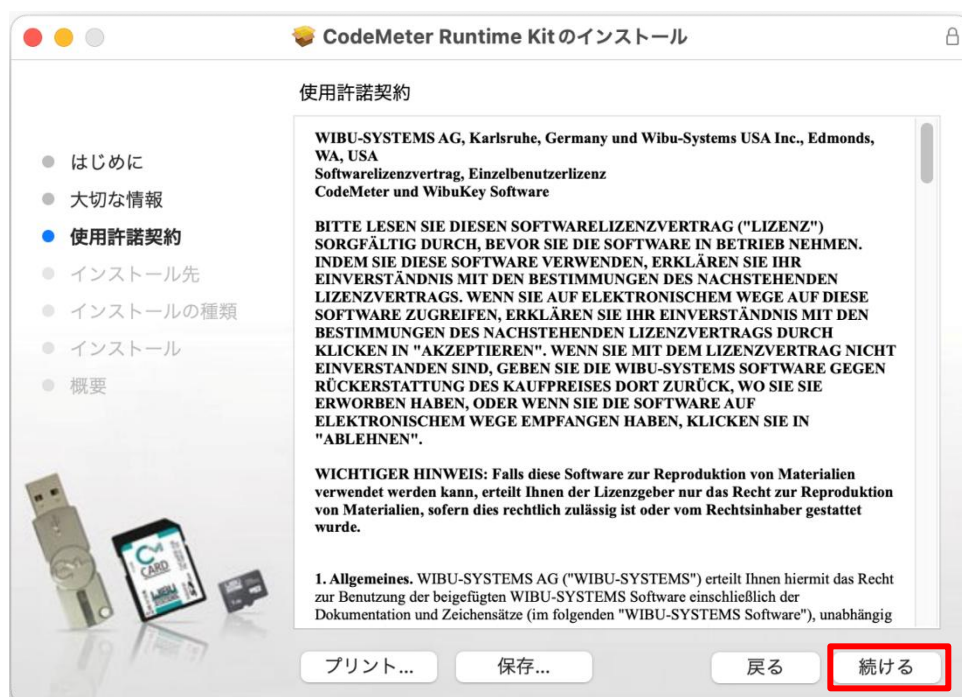 CodeMeter Runtime Kitのインストール
使用許諾契約
はじめに
大切な情報
使用許諾契約
インストール先
インストールの種類
インストール
概要
WIBU-SYSTEMS AG, Karlsruhe, Germany und Wibu-Systems USA Inc., Edmonds,
WA, USA
Softwarelizenzvertrag, Einzelbenutzerlizenz
CodeMeter und WibuKey Software
BITTE LESEN SIE DIESEN SOFTWARELIZENZVERTRAG ("LIZENZ")
SORGFÄLTIG DURCH, BEVOR SIE DIE SOFTWARE IN BETRIEB NEHMEN.
INDEM SIE DIESE SOFTWARE VERWENDEN, ERKLÄREN SIE IHR
EINVERSTÄNDNIS MIT DEN BESTIMMUNGEN DES NACHSTEHENDEN
LIZENZVERTRAGS. WENN SIE AUF ELEKTRONISCHEM WEGE AUF DIESE
SOFTWARE ZUGREIFEN, ERKLÄREN SIE IHR EINVERSTÄNDNIS MIT DEN
BESTIMMUNGEN DES NACHSTEHENDEN LIZENZVERTRAGS DURCH
KLICKEN IN "AKZEPTIEREN". WENN SIE MIT DEM LIZENZVERTRAG NICHT
EINVERSTANDEN SIND, GEBEN SIE DIE WIBU-SYSTEMS SOFTWARE GEGEN
RÜCKERSTATTUNG DES KAUFPREISES DORT ZURÜCK, WO SIE SIE
ERWORBEN HABEN, ODER WENN SIE DIE SOFTWARE AUF
ELEKTRONISCHEM WEGE EMPFANGEN HABEN, KLICKEN SIE IN
"ABLEHNEN".
WICHTIGER HINWEIS: Falls diese Software zur Reproduktion von Materialien
verwendet werden kann, erteilt Ihnen der Lizenzgeber nur das Recht zur Reproduktion
von Materialien, sofern dies rechtlich zulässig ist oder vom Rechtsinhaber gestattet
wurde.
1. Allgemeines. WIBU-SYSTEMS AG ("WIBU-SYSTEMS") erteilt Ihnen hiermit das Recht
zur Benutzung der beigefügten WIBU-SYSTEMS Software einschließlich der
Dokumentation und Zeichensätze (im folgenden "WIBU-SYSTEMS Software"), unabhängig
CARD
WIBU
プリント...
保存...
戻る
続ける